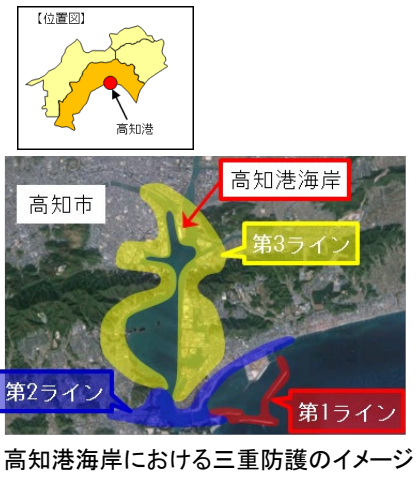 【位置図】
高知港
高知港海岸
高知市
第3ライン
第2ライン
第1ライン
高知港海岸における三重防護のイメージ